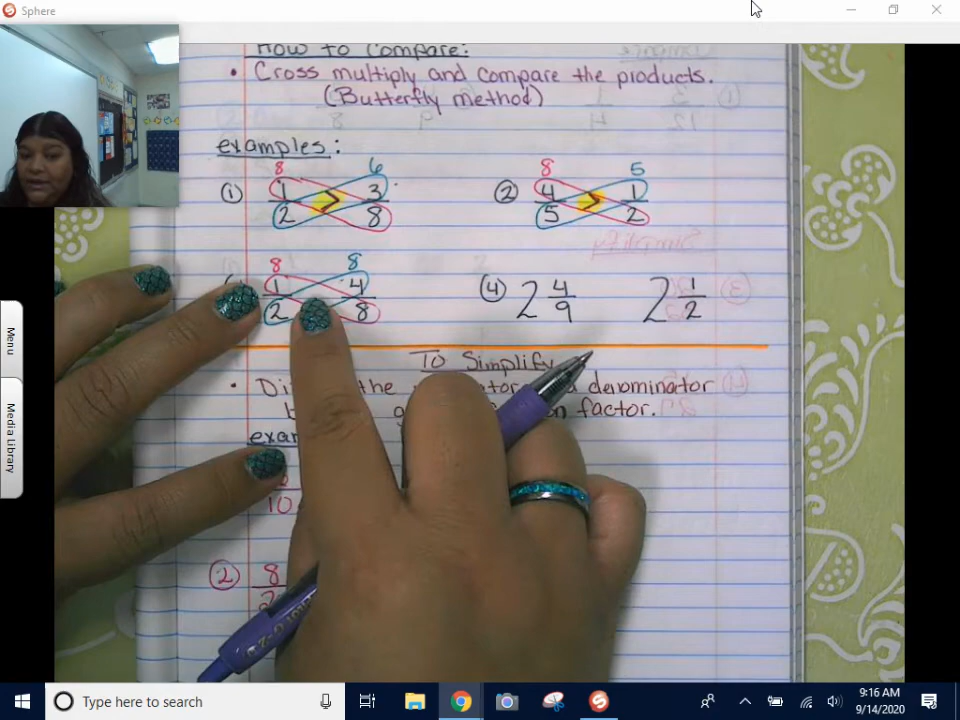 Sphere
How to Compare:
• Cross multiply and compare the products.
(Butterfly method)
examples:
8 6
① 1/2 > 3/8
8 5
② 4/5 > 1/2
8 8
1/2 4/8
④ 2 4/9 2 1/2
To Simplify
• the denominator
factor.
10
② 8
Menu
Media Library
Type here to search
9:16 AM
9/14/2020